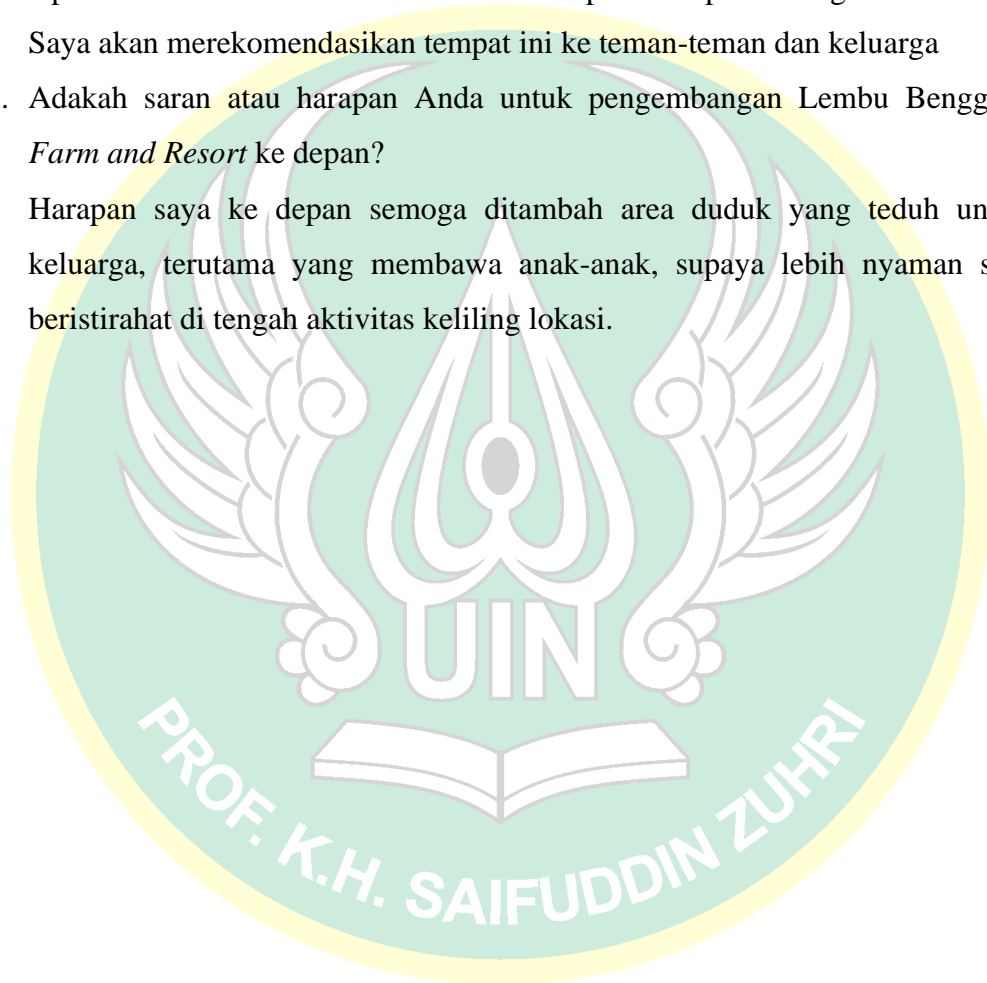 Saya akan merekomendasikan tempat ini ke teman-teman dan keluarga
. Adakah saran atau harapan Anda untuk pengembangan Lembu Bengg
Farm and Resort ke depan?
Harapan saya ke depan semoga ditambah area duduk yang teduh un
keluarga, terutama yang membawa anak-anak, supaya lebih nyaman s
beristirahat di tengah aktivitas keliling lokasi.
UIN
PROF. K.H. SAIFUDDIN ZUHRI